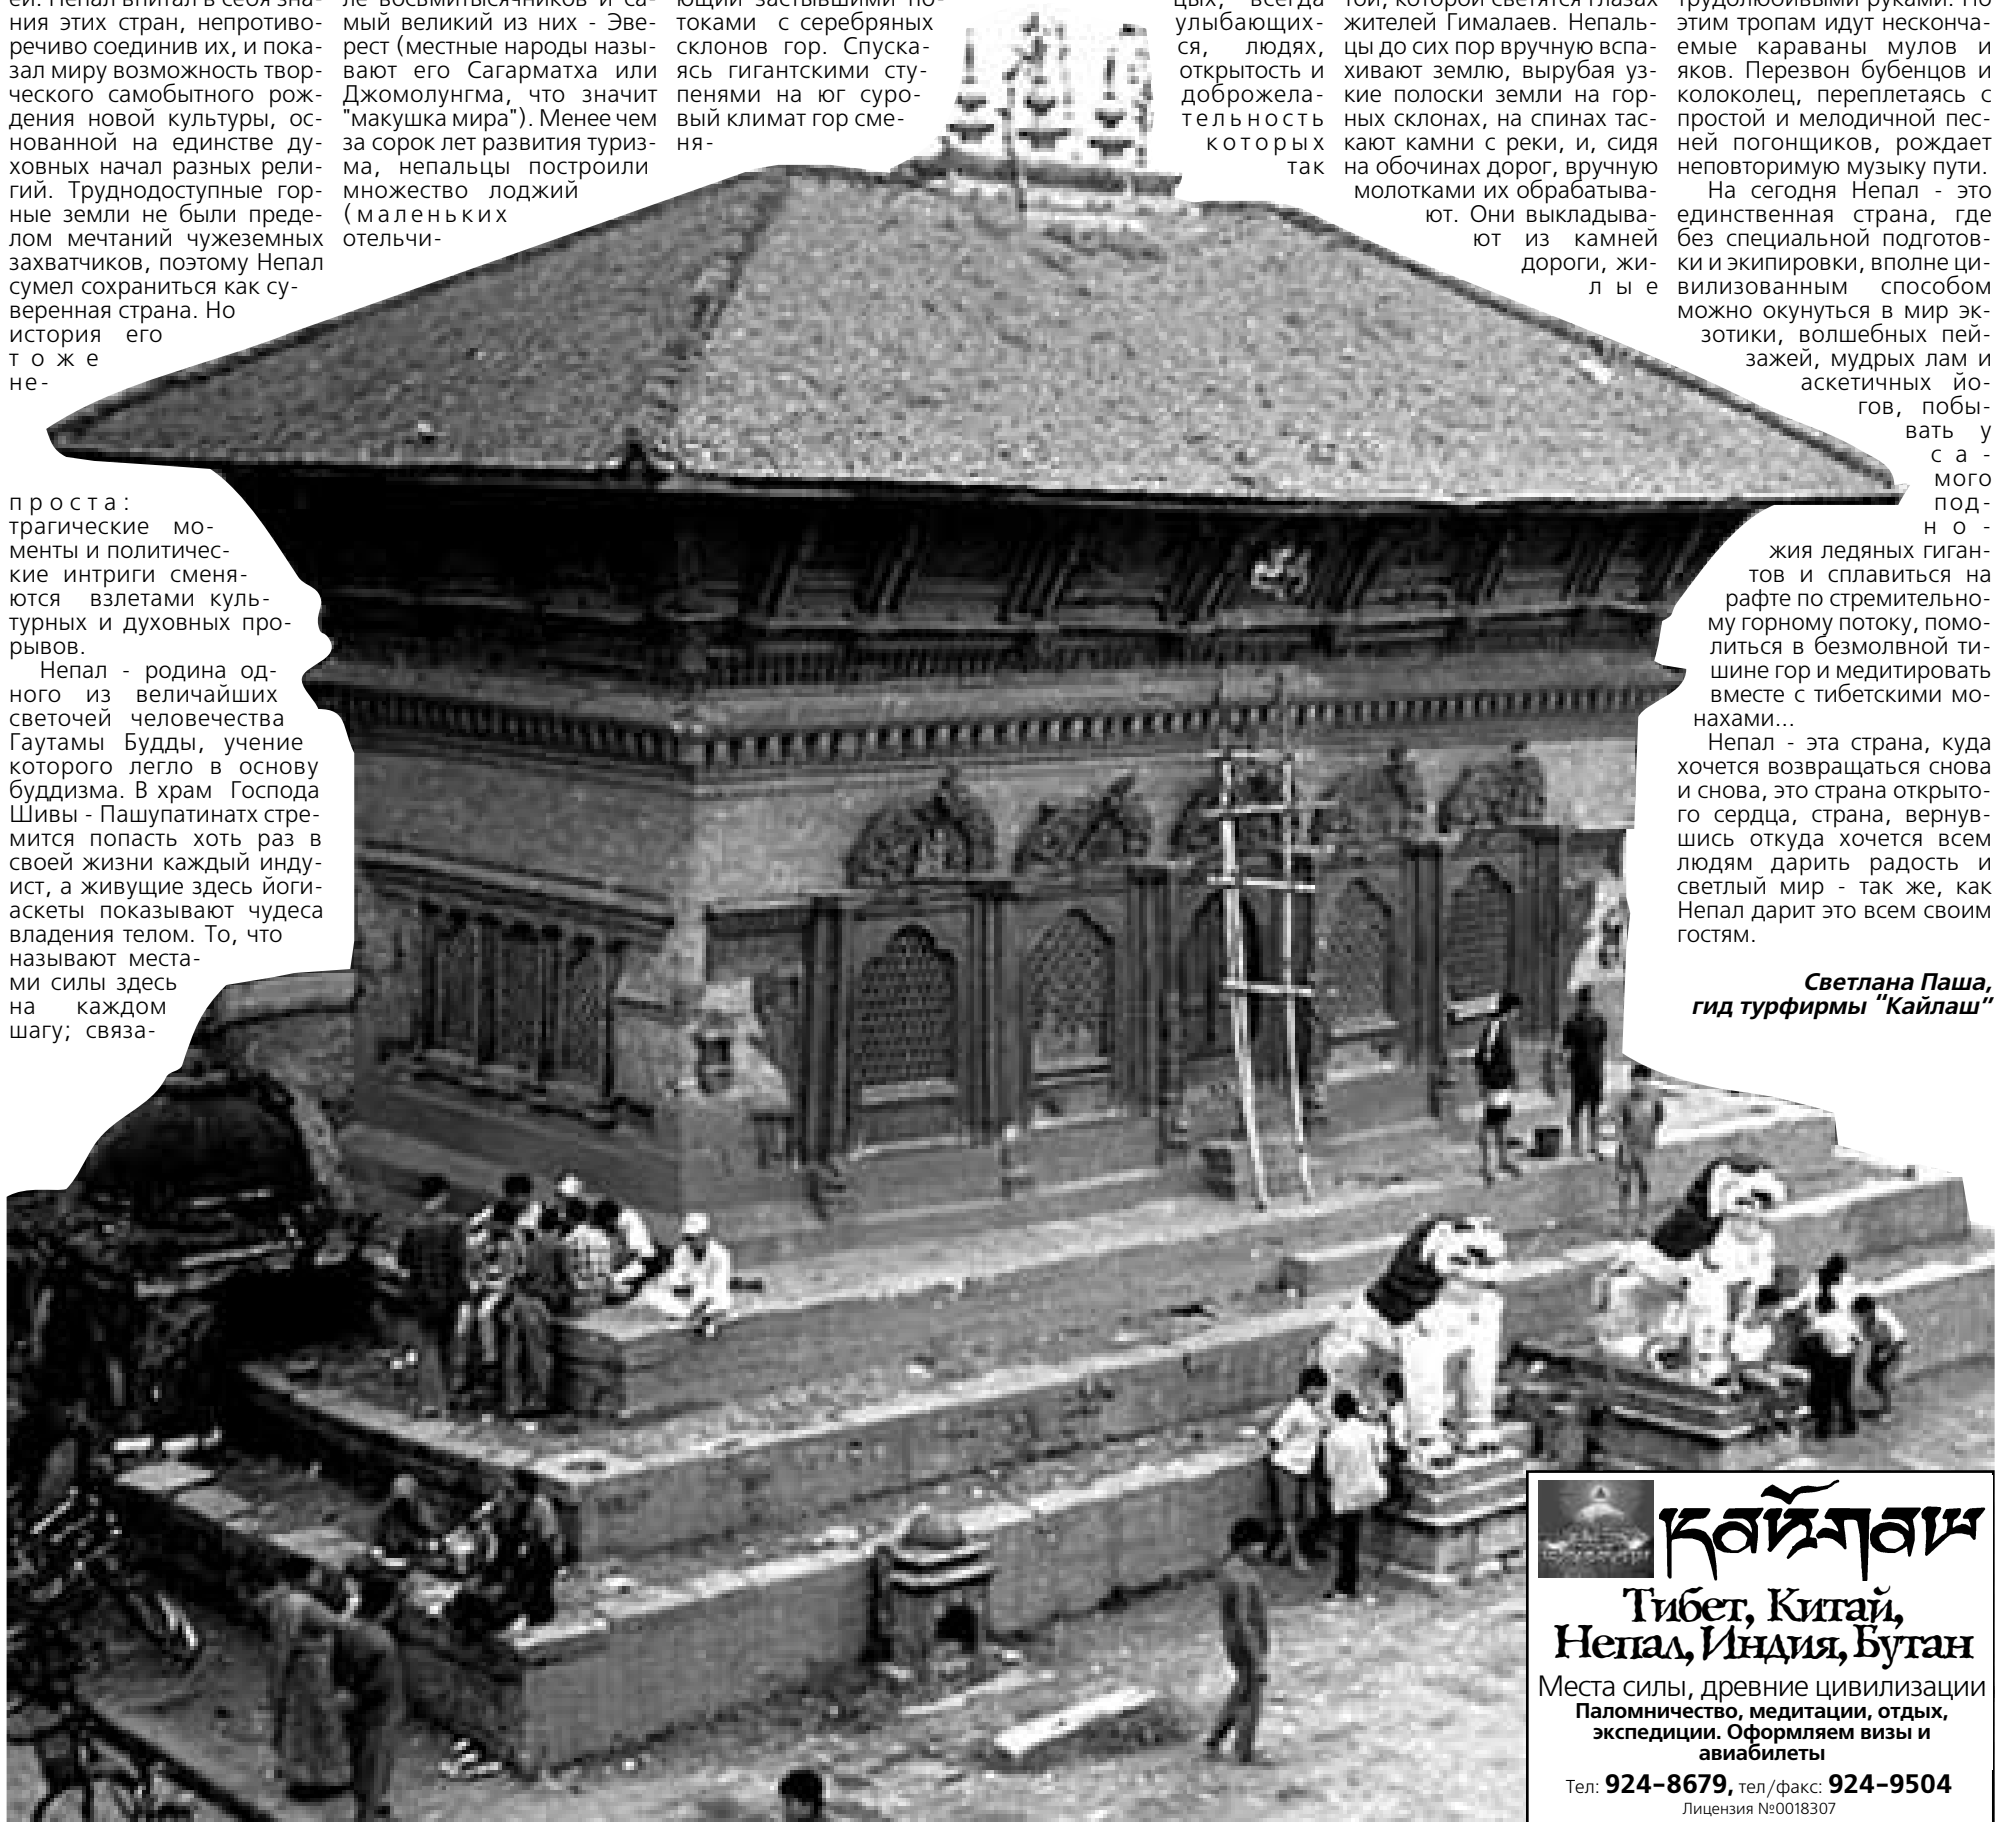 ей. Непал впитал в себя зна-
ния этих стран, непротиво-
речиво соединив их, и пока-
зал миру возможность твор-
ческого самобытного рож-
дения новой культуры, ос-
нованной на единстве ду-
ховных начал разных рели-
гий. Труднодоступные гор-
ные земли не были преде-
лом мечтаний чужеземных
захватчиков, поэтому Непал
сумел сохраниться как су-
веренная страна. Но
история его
тоже
не-
проста:
трагические мо-
менты и политичес-
кие интриги сменя-
ются взлетами куль-
турных и духовных про-
рывов.
Непал - родина од-
ного из величайших
светочей человечества
Гаутамы Будды, учение
которого легло в основу
буддизма. В храм Господа
Шивы - Пашупатинатх стре-
мится попасть хоть раз в
своей жизни каждый инду-
ист, а живущие здесь йоги-
аскеты показывают чудеса
владения телом. То, что
называют места-
ми силы здесь
на каждом
шагу; связа-
ле восьмитысячников и са-
мый великий из них - Эве-
рест (местные народы назы-
вают его Сагарматха или
Джомолунгма, что значит
"макушка мира"). Менее чем
за сорок лет развития туриз-
ма, непальцы построили
множество лоджий
(маленьких
отельчи-
ющий застывшими по-
токами с серебряных
склонов гор. Спуска-
ясь гигантскими сту-
пенями на юг суро-
вый климат гор сме-
ня-
цых, всегда
улыбающих-
ся, людях,
открытость и
доброжела-
тельность
которых
так
той, которой светятся глазах
жителей Гималаев. Непаль-
цы до сих пор вручную вспа-
хивают землю, вырубая уз-
кие полоски земли на гор-
ных склонах, на спинах тас-
кают камни с реки, и, сидя
на обочинах дорог, вручную
молотками их обрабатыва-
ют. Они выкладыва-
ют из камней
дороги, жи-
лые
трудолюбивыми руками. По
этим тропам идут несконча-
емые караваны мулов и
яков. Перезвон бубенцов и
колоколец, переплетаясь с
простой и мелодичной пес-
ней погонщиков, рождает
неповторимую музыку пути.
На сегодня Непал - это
единственная страна, где
без специальной подготов-
ки и экипировки, вполне ци-
вилизованным способом
можно окунуться в мир эк-
зотики, волшебных пей-
зажей, мудрых лам и
аскетичных йо-
гов, побы-
вать у
са-
мого
под-
но-
жия ледяных гиган-
тов и сплавиться на
рафте по стремительно-
му горному потоку, помо-
литься в безмолвной ти-
шине гор и медитировать
вместе с тибетскими мо-
нахами...
Непал - эта страна, куда
хочется возвращаться снова
и снова, это страна открыто-
го сердца, страна, вернув-
шись откуда хочется всем
людям дарить радость и
светлый мир - так же, как
Непал дарит это всем своим
гостям.
Светлана Паша,
гид турфирмы "Кайлаш"
кайлаш
Тибет, Китай,
Непал, Индия, Бутан
Места силы, древние цивилизации
Паломничество, медитации, отдых,
экспедиции. Оформляем визы и
авиабилеты
Тел: 924-8679, тел/факс: 924-9504
Лицензия №0018307